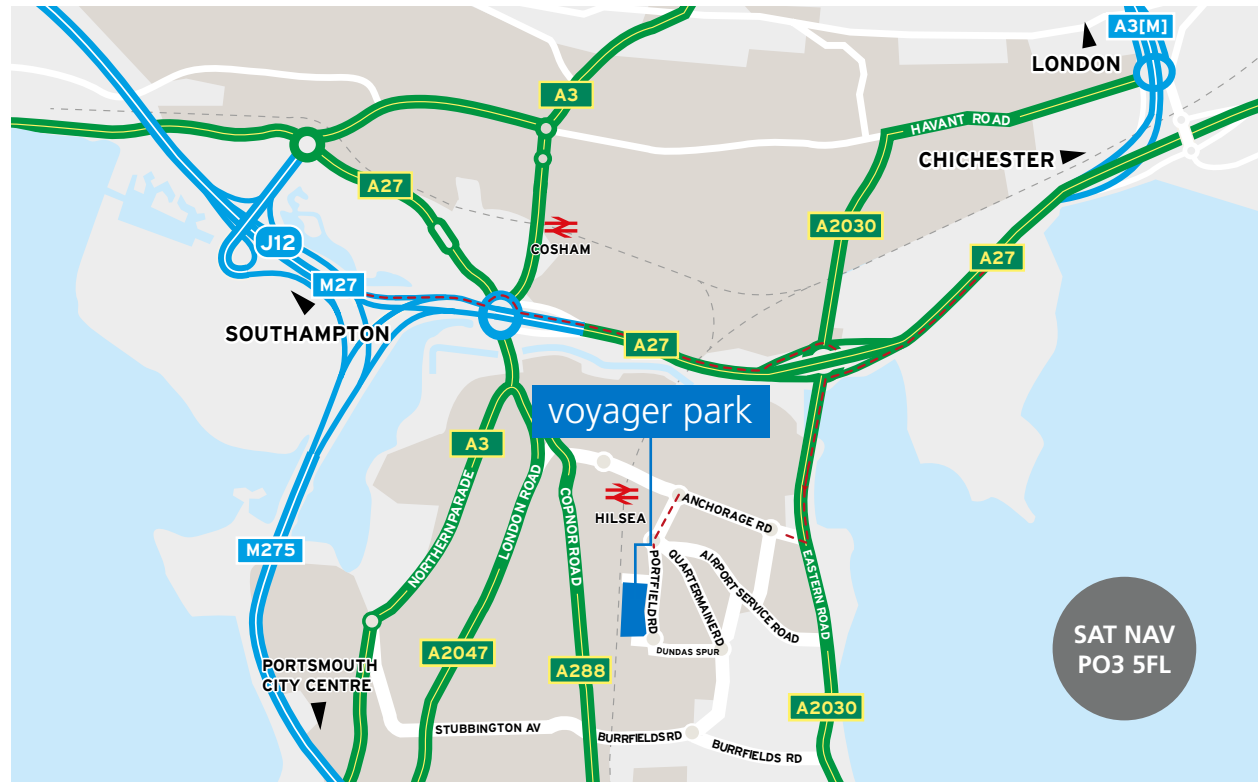 A3[M]
LONDON
A3
HAVANT ROAD
CHICHESTER
A27
A2030
J12
COSHAM
A27
M27
SOUTHAMPTON
A27
voyager park
A3
NORTHERN PARADE
LONDON ROAD
COPNOR ROAD
HILSEA
ANCHORAGE RD
M275
PORTFIELD RD
QUARTERMAINE RD
AIRPORT SERVICE ROAD
EASTERN ROAD
DUNDAS SPUR
SAT NAV
PO3 5FL
PORTSMOUTH
CITY CENTRE
A2047
A288
A2030
STUBBINGTON AV
BURRFIELDS RD
BURRFIELDS RD